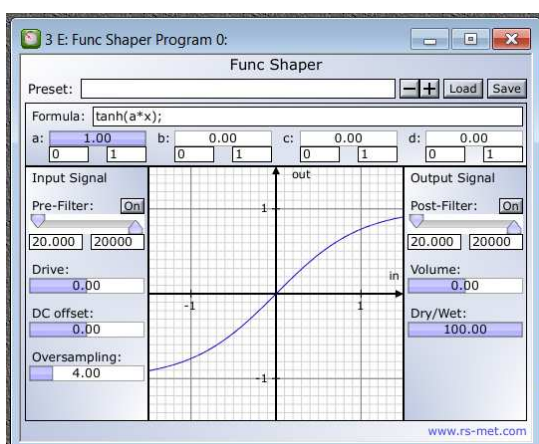 3 E: Func Shaper Program 0:
Func Shaper
Preset: Load Save
Formula: tanh(a*x);
a: 1.00 b: 0.00 c: 0.00 d: 0.00
0 1 0 1 0 1 0 1
Input Signal
Pre-Filter: On
20.000 20000
Drive:
0.00
DC offset:
0.00
Oversampling:
4.00
out
1
in
-1 1
-1
Output Signal
Post-Filter: On
20.000 20000
Volume:
0.00
Dry/Wet:
100.00
www.rs-met.com